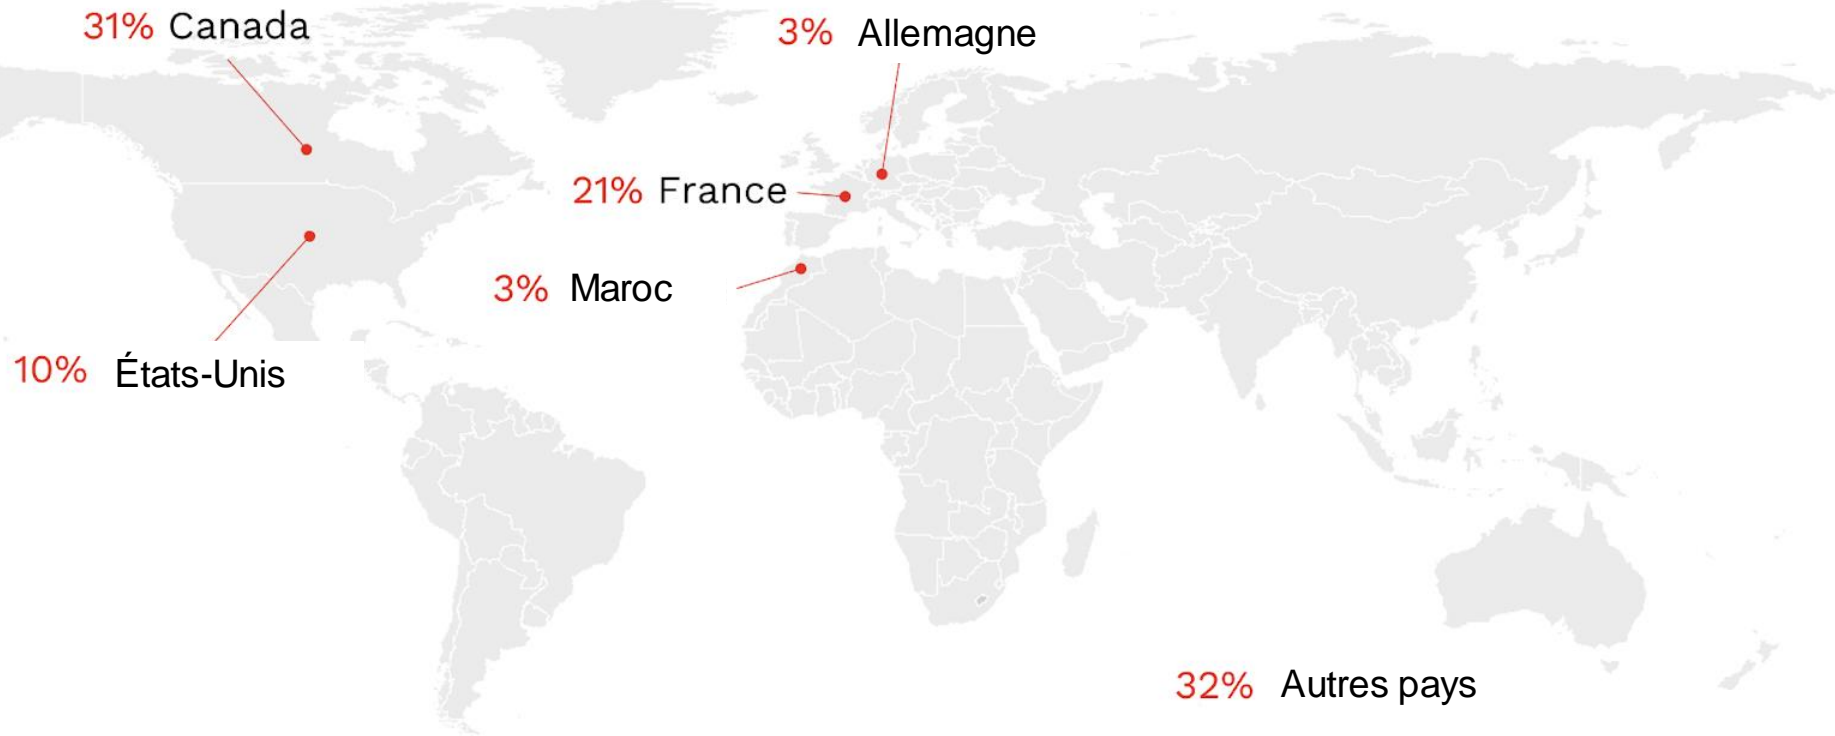 31% Canada
3% Allemagne
21% France
3% Maroc
10% États-Unis
32% Autres pays